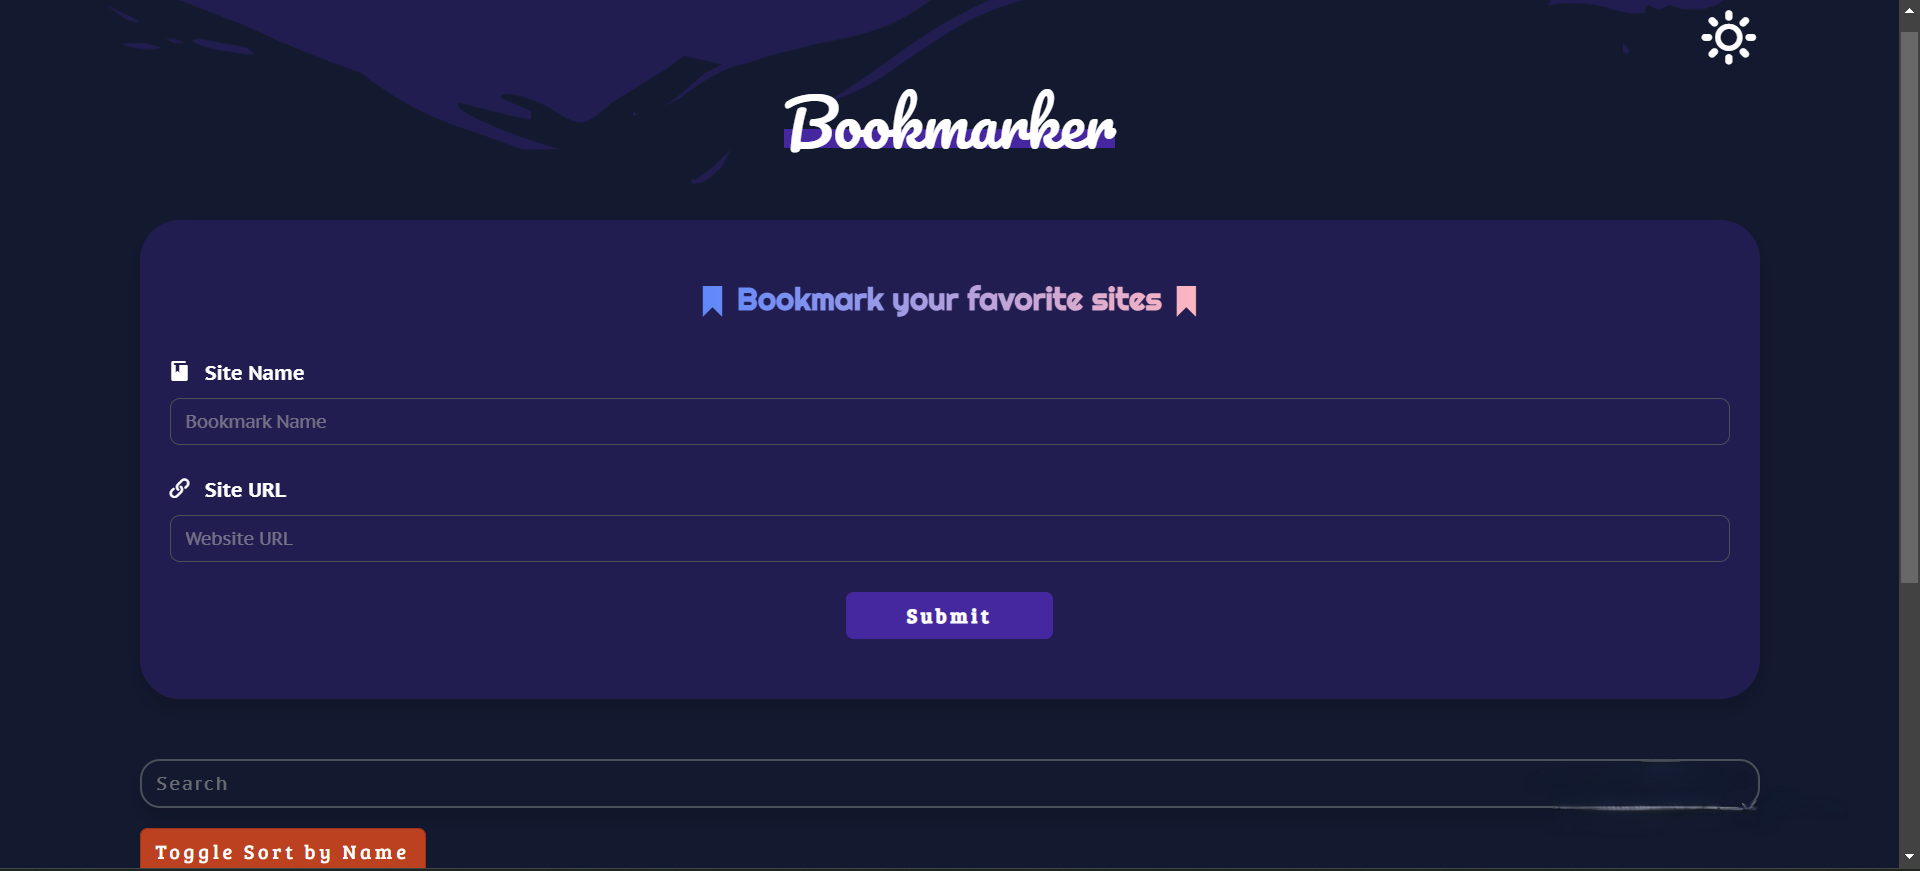 Bookmarker
Bookmark your favorite sites
Site Name
Bookmark Name
Site URL
Website URL
Submit
Search
Toggle Sort by Name